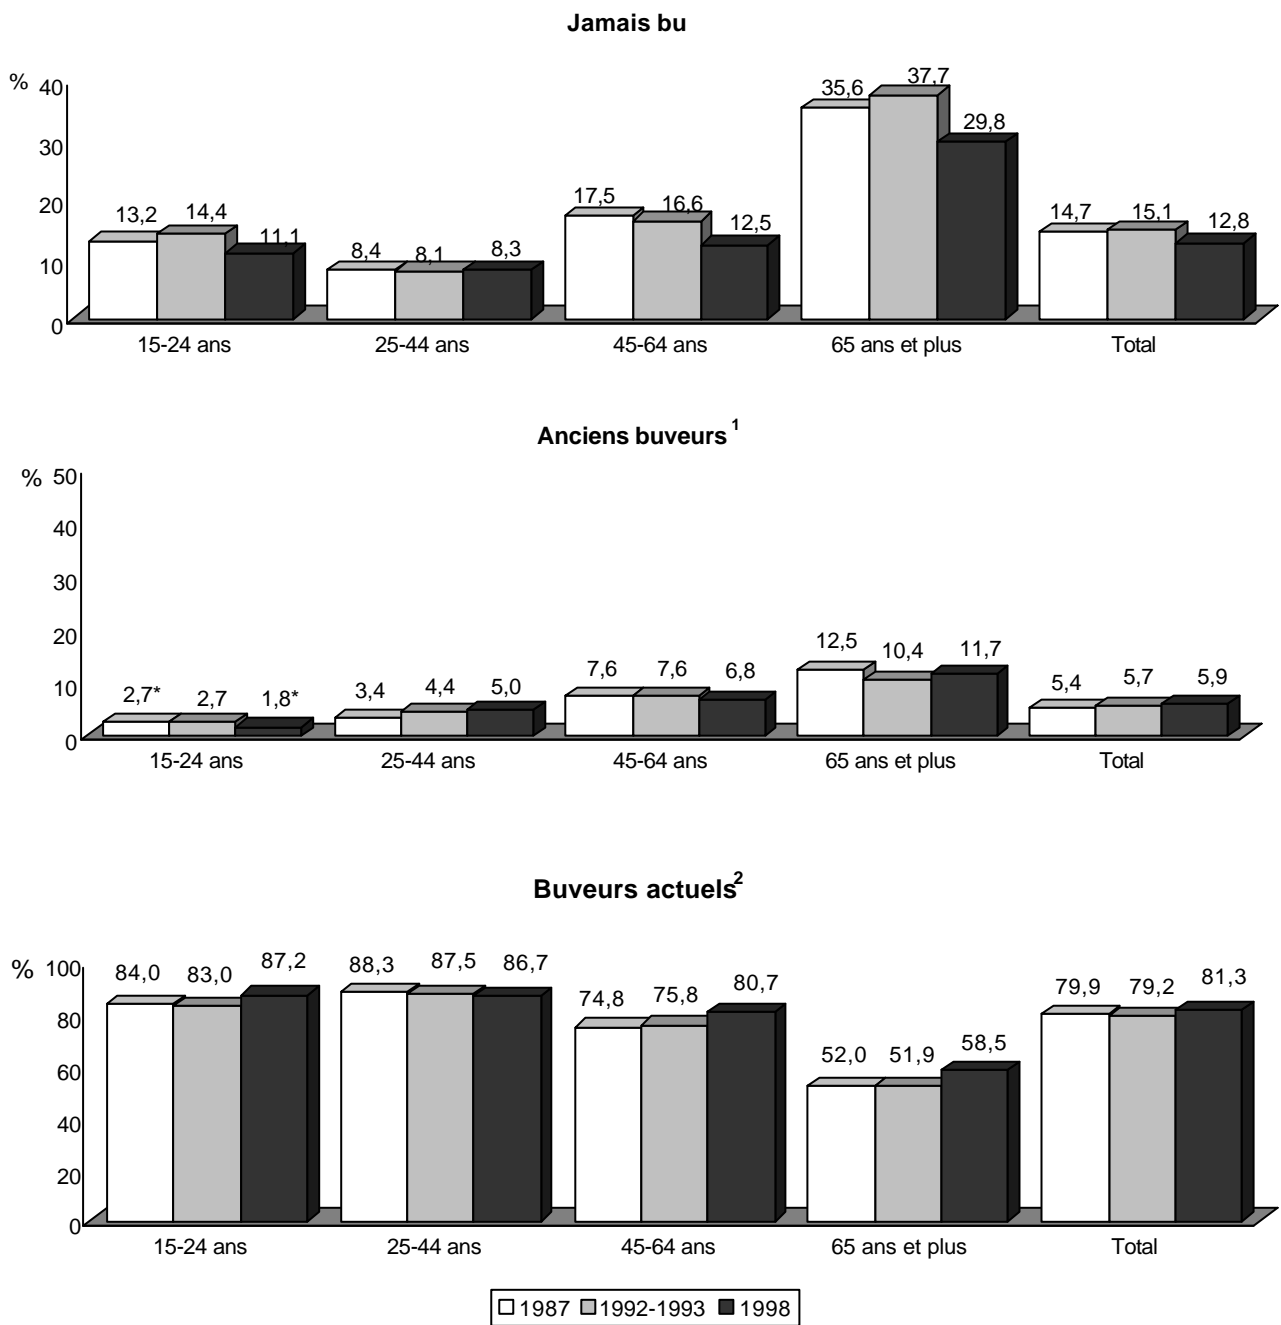 Jamais bu
%
40
30
20
10
0
13,2 14,4 11,1
8,4 8,1 8,3
17,5 16,6 12,5
35,6 37,7 29,8
14,7 15,1 12,8
15-24 ans 25-44 ans 45-64 ans 65 ans et plus Total
Anciens buveurs 1
%
50
40
30
20
10
0
2,7* 2,7 1,8*
3,4 4,4 5,0
7,6 7,6 6,8
12,5 10,4 11,7
5,4 5,7 5,9
15-24 ans 25-44 ans 45-64 ans 65 ans et plus Total
Buveurs actuels 2
%
100
80
60
40
20
0
84,0 83,0 87,2
88,3 87,5 86,7
74,8 75,8 80,7
52,0 51,9 58,5
79,9 79,2 81,3
15-24 ans 25-44 ans 45-64 ans 65 ans et plus Total
1987 1992-1993 1998